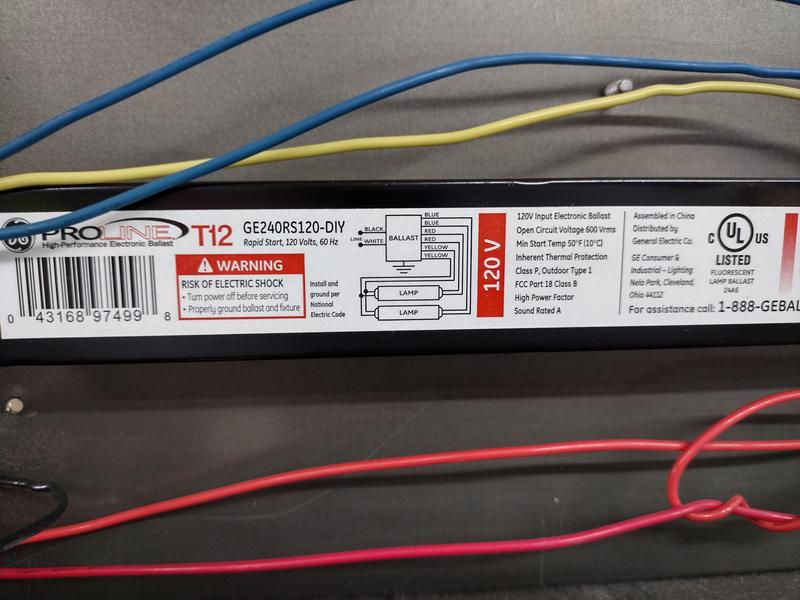 GE
PROLINE
High-Performance Electronic Ballast
T12
0 43168 97499 8
GE240RS120-DIY
Rapid Start, 120 Volts, 60 Hz
WARNING
RISK OF ELECTRIC SHOCK
• Turn power off before servicing
• Properly ground ballast and fixture
Install and
ground per
National
Electric Code
LINE
BLACK
WHITE
BALLAST
BLUE
BLUE
RED
RED
YELLOW
YELLOW
LAMP
LAMP
120 V
120V Input Electronic Ballast
Open Circuit Voltage 600 Vrms
Min Start Temp 50°F (10°C)
Inherent Thermal Protection
Class P, Outdoor Type 1
FCC Part 18 Class B
High Power Factor
Sound Rated A
Assembled in China
Distributed by
General Electric Co.
GE Consumer &
Industrial - Lighting
Nela Park, Cleveland,
Ohio 44112
C UL US
LISTED
FLUORESCENT
LAMP BALLAST
24A5
For assistance call: 1-888-GEBAL